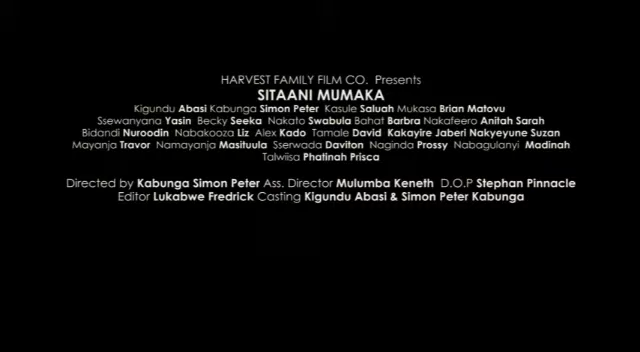 HARVEST FAMILY FILM CO. Presents
SITAANI MUMAKA
Kigundu Abasi Kabunga Simon Peter Kasule Saluah Mukasa Brian Matovu
Ssewanyana Yasin Becky Seeka Nakato Swabula Bahat Barbra Nakafeero Anitah Sarah
Bidandi Nuroodin Nabakooza Liz Alex Kado Tamale David Kakayire Jaberi Nakyeyune Suzan
Mayanja Travor Namayanja Masituula Sserwada Daviton Naginda Prossy Nabagulanyi Madinah
Talwiisa Phatinah Prisca
Directed by Kabunga Simon Peter Ass. Director Mulumba Keneth D.O.P Stephan Pinnacle
Editor Lukabwe Fredrick Casting Kigundu Abasi & Simon Peter Kabunga